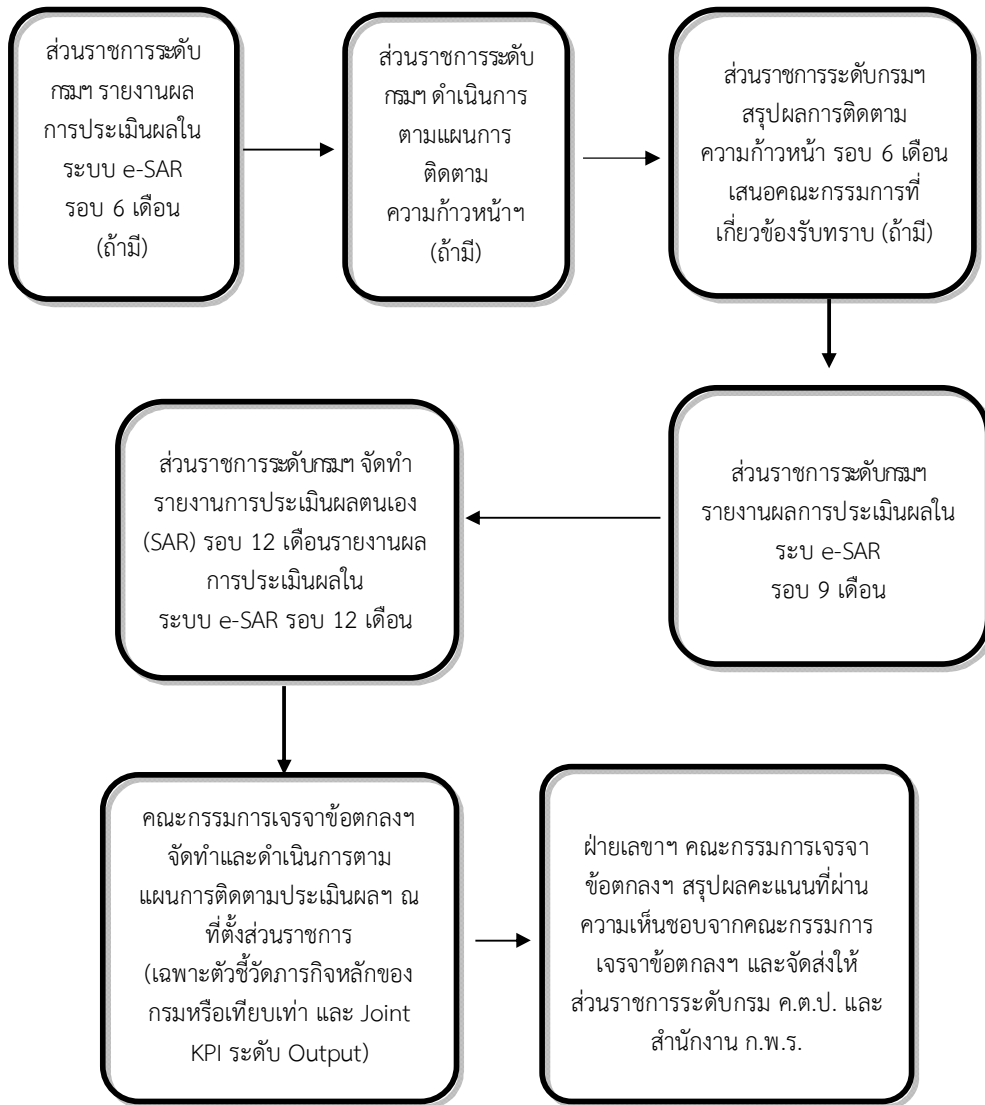 ส่วนราชการระดับ
กรมฯ รายงานผล
การประเมินผลใน
ระบบ e-SAR
รอบ 6 เดือน
(ถ้ามี)
ส่วนราชการระดับ
กรมฯ ดำเนินการ
ตามแผนการ
ติดตาม
ความก้าวหน้าฯ
(ถ้ามี)
ส่วนราชการระดับกรมฯ
สรุปผลการติดตาม
ความก้าวหน้า รอบ 6 เดือน
เสนอคณะกรรมการที่
เกี่ยวข้องรับทราบ (ถ้ามี)
ส่วนราชการระดับกรมฯ
รายงานผลการประเมินผลใน
ระบ e-SAR
รอบ 9 เดือน
ส่วนราชการระดับกรมฯ จัดทำ
รายงานการประเมินผลตนเอง
(SAR) รอบ 12 เดือนรายงานผล
การประเมินผลใน
ระบบ e-SAR รอบ 12 เดือน
คณะกรรมการเจรจาข้อตกลงฯ
จัดทำและดำเนินการตาม
แผนการติดตามประเมินผลฯ ณ
ที่ตั้งส่วนราชการ
(เฉพาะตัวชี้วัดภารกิจหลักของ
กรมหรือเทียบเท่า และ Joint
KPI ระดับ Output)
ฝ่ายเลขาฯ คณะกรรมการเจรจา
ข้อตกลงฯ สรุปผลคะแนนที่ผ่าน
ความเห็นชอบจากคณะกรรมการ
เจรจาข้อตกลงฯ และจัดส่งให้
ส่วนราชการระดับกรม ค.ต.ป. และ
สำนักงาน ก.พ.ร.